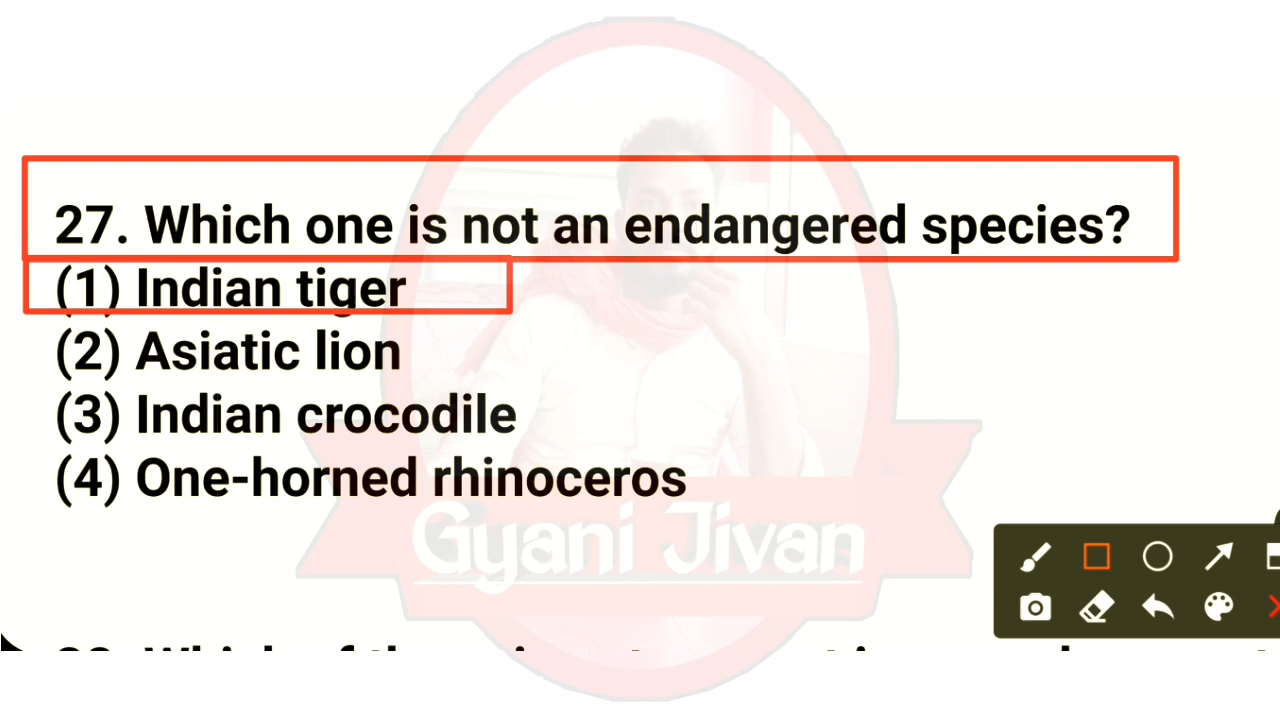 27. Which one is not an endangered species?
(1) Indian tiger
(2) Asiatic lion
(3) Indian crocodile
(4) One-horned rhinoceros
Gyani Jivan